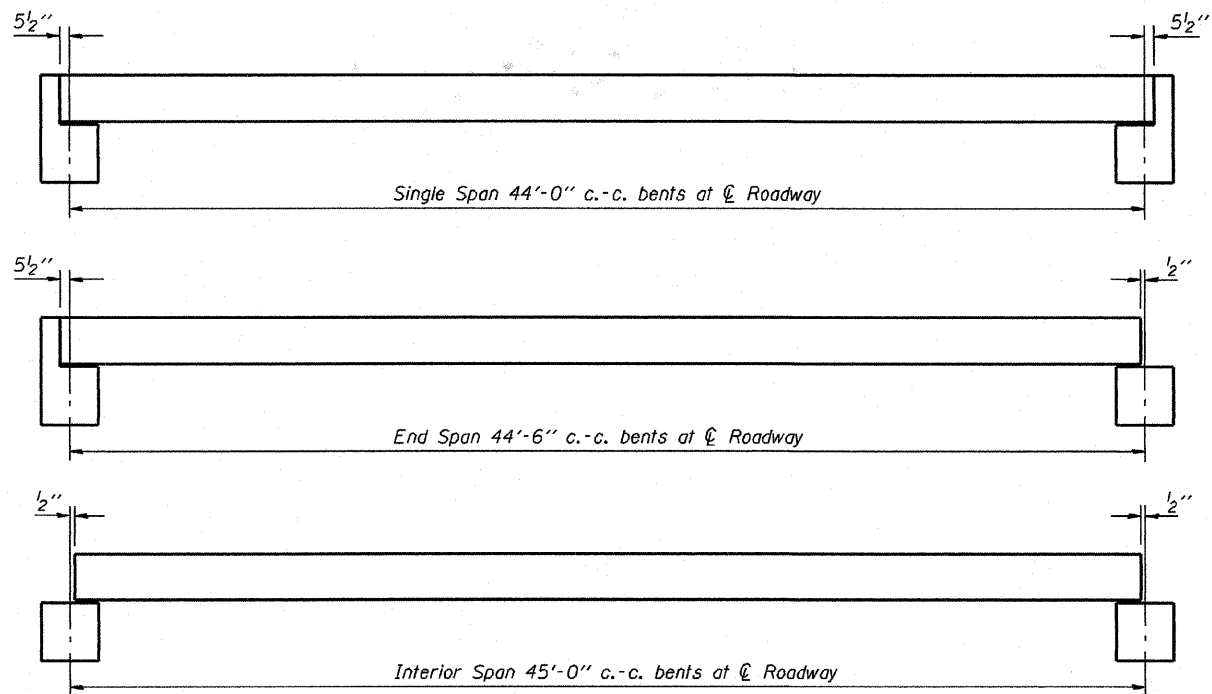 5½" 5½"
Single Span 44'-0" c.-c. bents at ℄ Roadway
5½" ½"
End Span 44'-6" c.-c. bents at ℄ Roadway
½" ½"
Interior Span 45'-0" c.-c. bents at ℄ Roadway